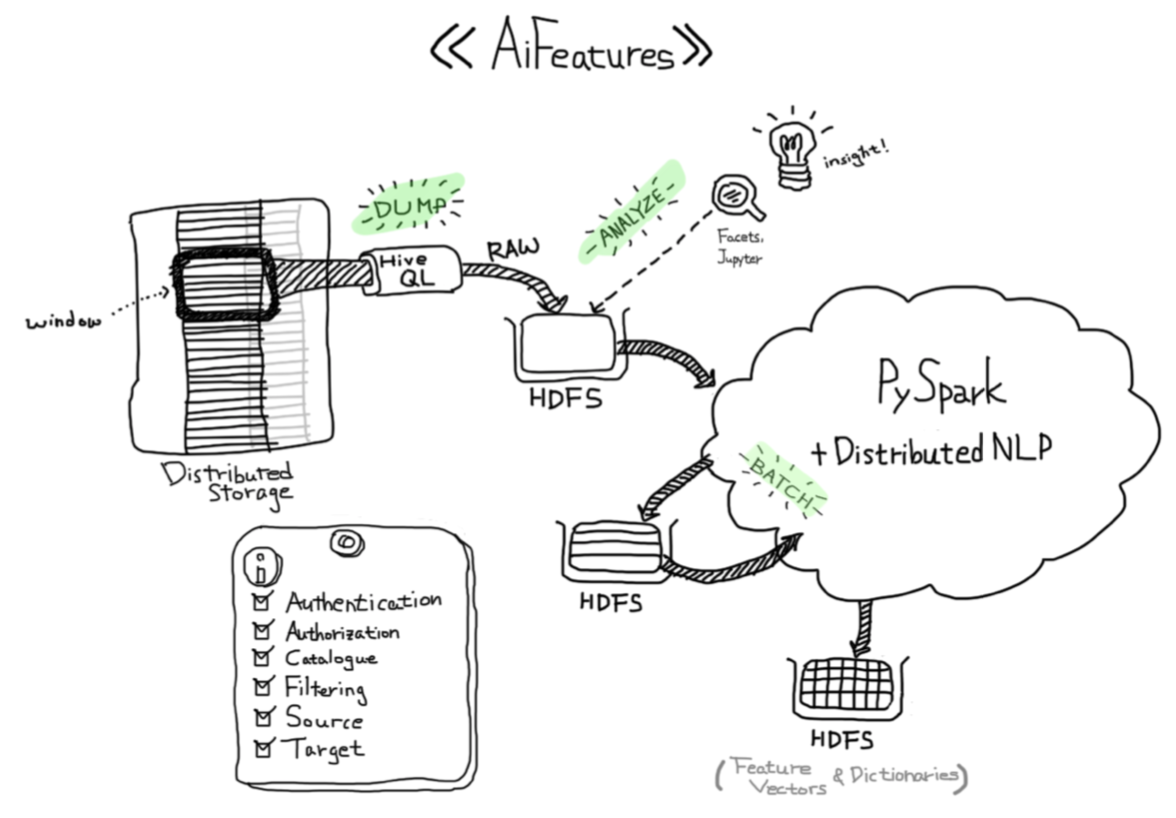 ≪ AiFeatures ≫
insight!
DUMP
ANALYZE
Facets,
Jupyter
Hive
QL
RAW
window
HDFS
PySpark
+ Distributed NLP
BATCH
Distributed
Storage
HDFS
i
Authentication
Authorization
Catalogue
Filtering
Source
Target
HDFS
(Feature Vectors & Dictionaries)